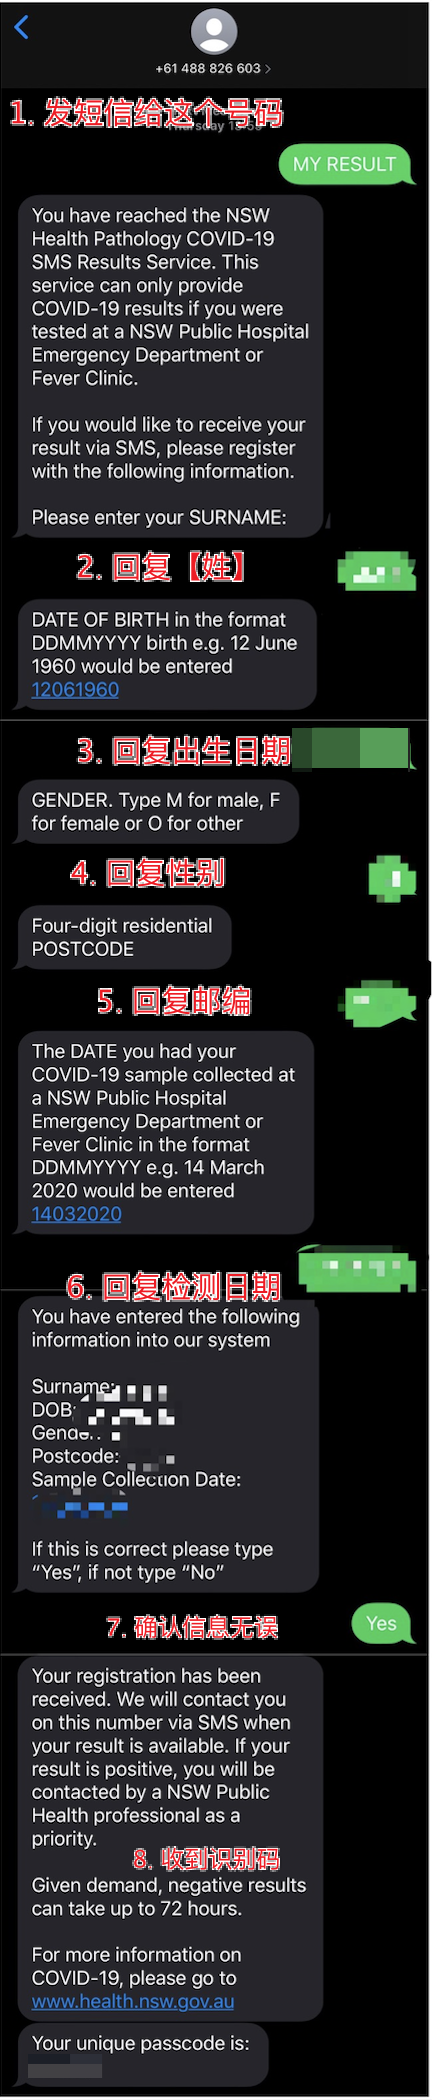 +61 488 826 603 >
1. 发短信给这个号码
Thursday
MY RESULT
You have reached the NSW
Health Pathology COVID-19
SMS Results Service. This
service can only provide
COVID-19 results if you were
tested at a NSW Public Hospital
Emergency Department or
Fever Clinic.
If you would like to receive your
result via SMS, please register
with the following information.
Please enter your SURNAME:
2. 回复【姓】
DATE OF BIRTH in the format
DDMMYYYY birth e.g. 12 June
1960 would be entered
12061960
3. 回复出生日期
GENDER. Type M for male, F
for female or O for other
4. 回复性别
Four-digit residential
POSTCODE
5. 回复邮编
The DATE you had your
COVID-19 sample collected at
a NSW Public Hospital
Emergency Department or
Fever Clinic in the format
DDMMYYYY e.g. 14 March
2020 would be entered
14032020
6. 回复检测日期
You have entered the following
information into our system
Surname:
DOB:
Gender:
Postcode:
Sample Collection Date:
If this is correct please type
“Yes”, if not type “No”
7. 确认信息无误
Yes
Your registration has been
received. We will contact you
on this number via SMS when
your result is available. If your
result is positive, you will be
contacted by a NSW Public
Health professional as a
priority.
8. 收到识别码
Given demand, negative results
can take up to 72 hours.
For more information on
COVID-19, please go to
www.health.nsw.gov.au
Your unique passcode is: